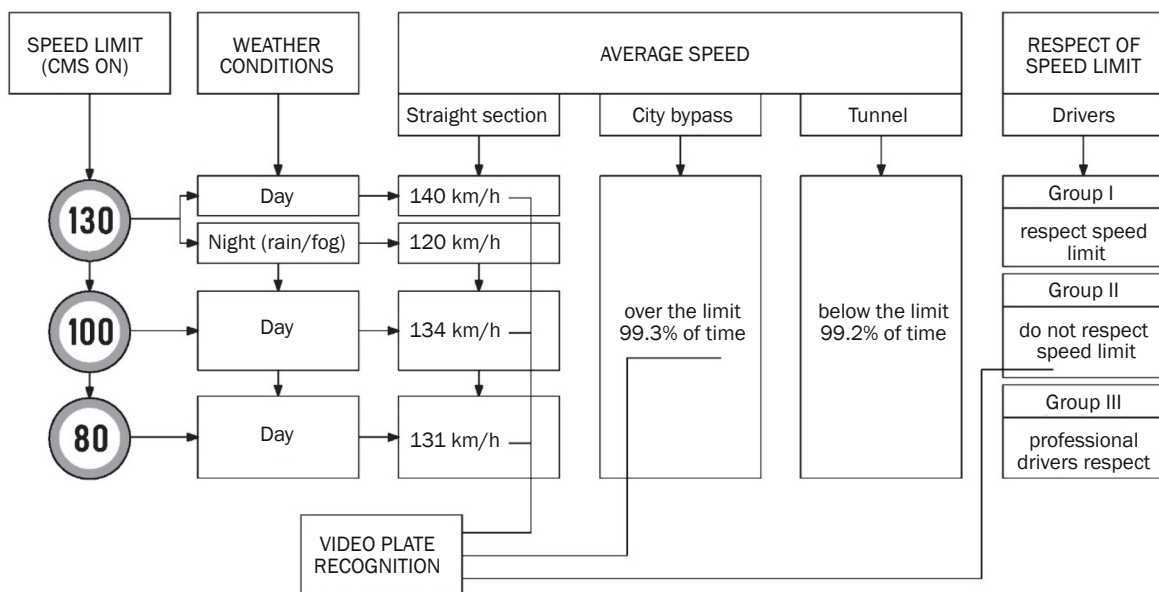 SPEED LIMIT
(CMS ON)
WEATHER
CONDITIONS
AVERAGE SPEED
RESPECT OF
SPEED LIMIT
Straight section
City bypass
Tunnel
Drivers
130
Day
140 km/h
Night (rain/fog)
120 km/h
100
Day
134 km/h
80
Day
131 km/h
over the limit
99.3% of time
below the limit
99.2% of time
Group I
respect speed
limit
Group II
do not respect
speed limit
Group III
professional
drivers respect
VIDEO PLATE
RECOGNITION